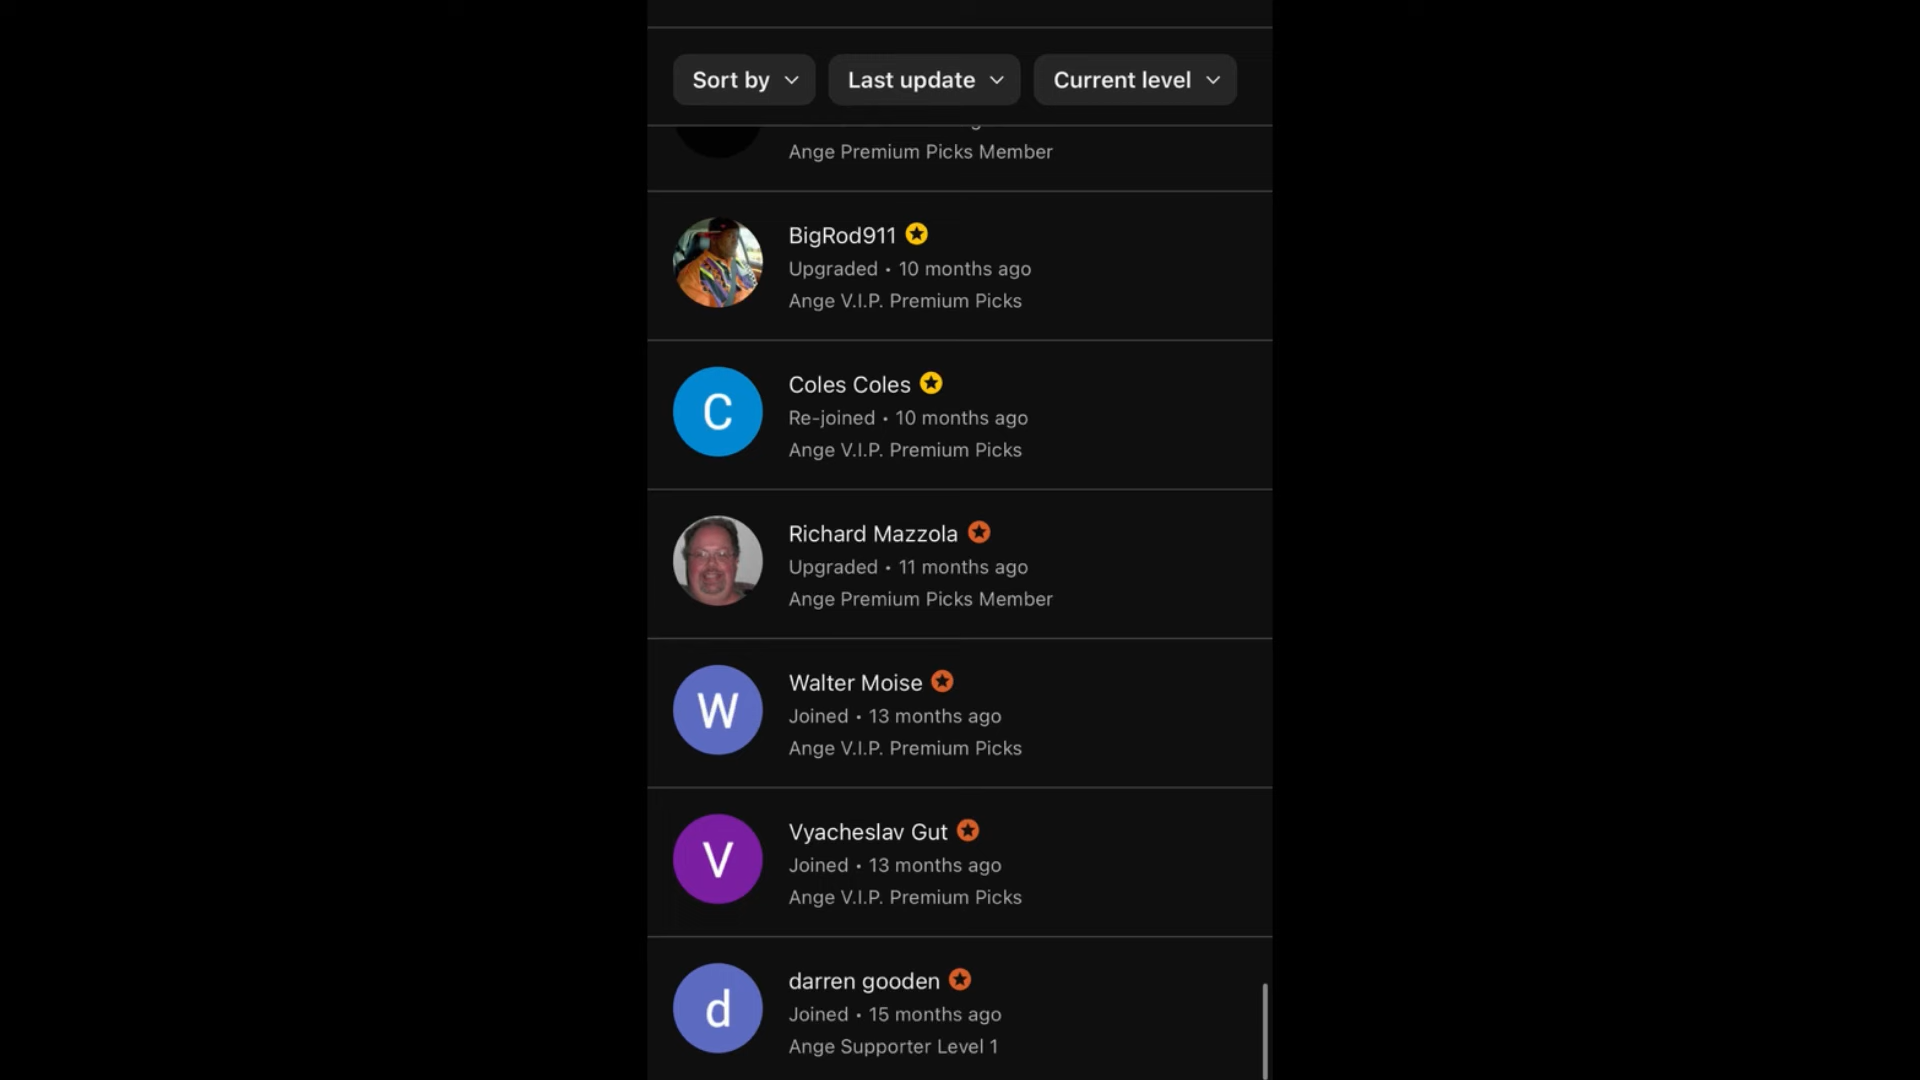 Sort by
Last update
Current level
Ange Premium Picks Member
BigRod911
Upgraded • 10 months ago
Ange V.I.P. Premium Picks
C
Coles Coles
Re-joined • 10 months ago
Ange V.I.P. Premium Picks
Richard Mazzola
Upgraded • 11 months ago
Ange Premium Picks Member
W
Walter Moise
Joined • 13 months ago
Ange V.I.P. Premium Picks
V
Vyacheslav Gut
Joined • 13 months ago
Ange V.I.P. Premium Picks
d
darren gooden
Joined • 15 months ago
Ange Supporter Level 1